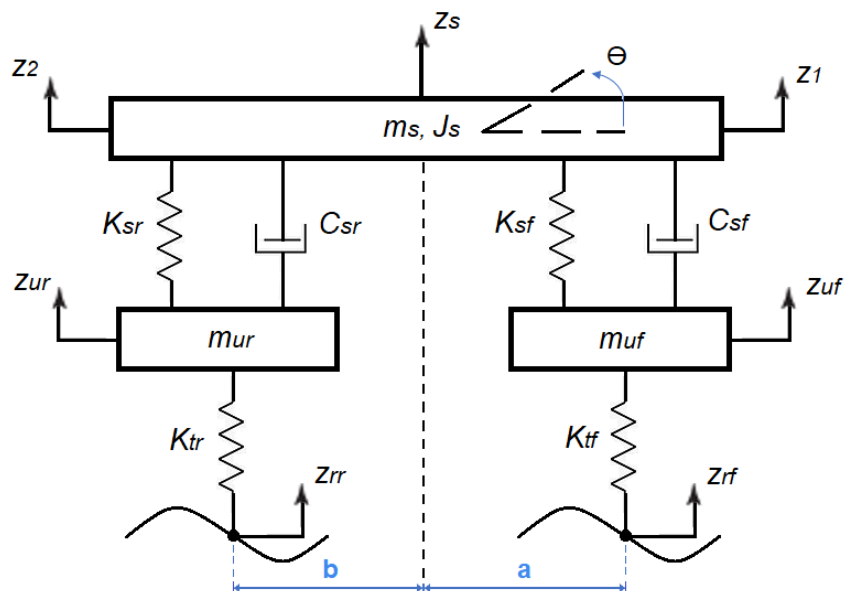 zs
Θ
z2
z1
ms, Js
Ksr
Csr
Ksf
Csf
zur
zuf
mur
muf
Ktr
Ktf
zrr
zrf
b
a